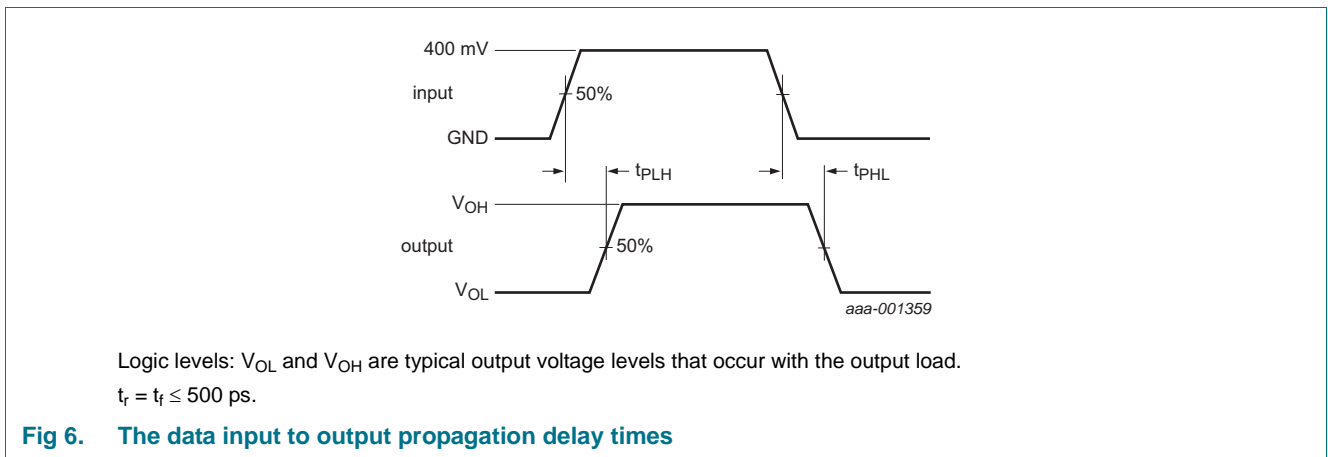 400 mV
input
50%
GND
tPLH
tPHL
VOH
output
50%
VOL
aaa-001359
Logic levels: VOL and VOH are typical output voltage levels that occur with the output load.
tr = tf ≤ 500 ps.
Fig 6. The data input to output propagation delay times